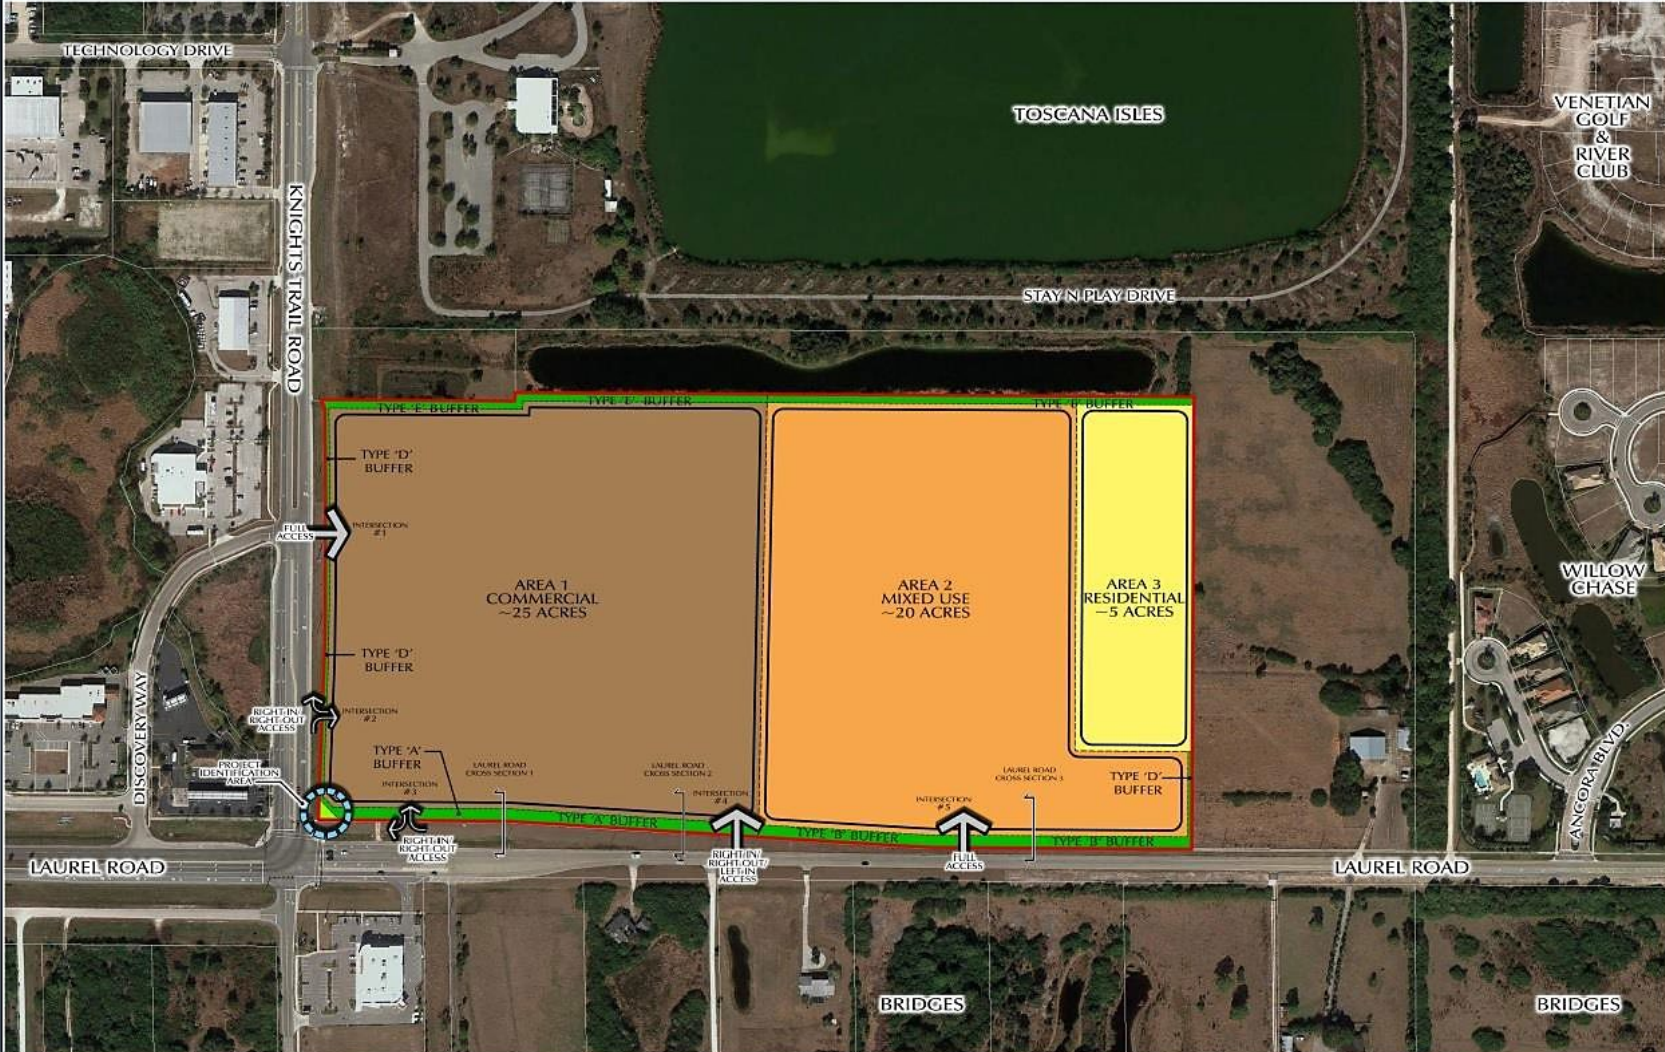 TECHNOLOGY DRIVE
TOSCANA ISLES
VENETIAN
GOLF
&
RIVER
CLUB
KNIGHTS TRAIL ROAD
STAY N PLAY DRIVE
TYPE 'E' BUFFER
TYPE 'E' BUFFER
TYPE 'B' BUFFER
TYPE 'D'
BUFFER
FULL
ACCESS
INTERSECTION
#1
AREA 1
COMMERCIAL
~25 ACRES
AREA 2
MIXED USE
~20 ACRES
AREA 3
RESIDENTIAL
~5 ACRES
WILLOW
CHASE
TYPE 'D'
BUFFER
DISCOVERY WAY
RIGHT-IN/
RIGHT-OUT
ACCESS
INTERSECTION
#2
TYPE 'A'
BUFFER
PROJECT
IDENTIFICATION
AREA
INTERSECTION
#3
LAUREL ROAD
CROSS SECTION 1
LAUREL ROAD
CROSS SECTION 2
INTERSECTION
#4
LAUREL ROAD
CROSS SECTION 3
INTERSECTION
#5
TYPE 'D'
BUFFER
ANCORA BLVD.
TYPE 'A' BUFFER
TYPE 'B' BUFFER
TYPE 'B' BUFFER
RIGHT-IN/
RIGHT-OUT
ACCESS
RIGHT-IN/
RIGHT-OUT/
LEFT-IN
ACCESS
FULL
ACCESS
LAUREL ROAD
LAUREL ROAD
BRIDGES
BRIDGES